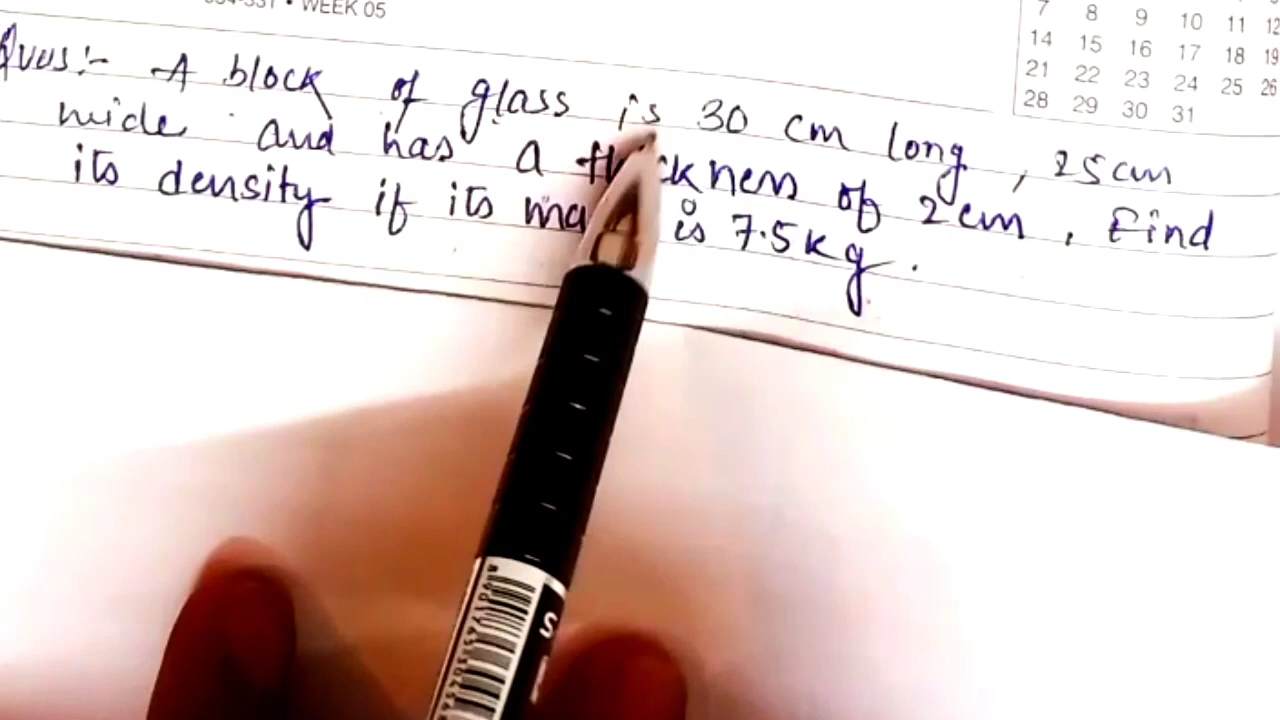 WEEK 05
7 8 9 10 11 12
14 15 16 17 18 19
21 22 23 24 25 26
28 29 30 31
Ques:- A block of glass is 30 cm long, 25cm
wide and has a thickness of 2cm. Find
its density if its mass is 7.5kg.